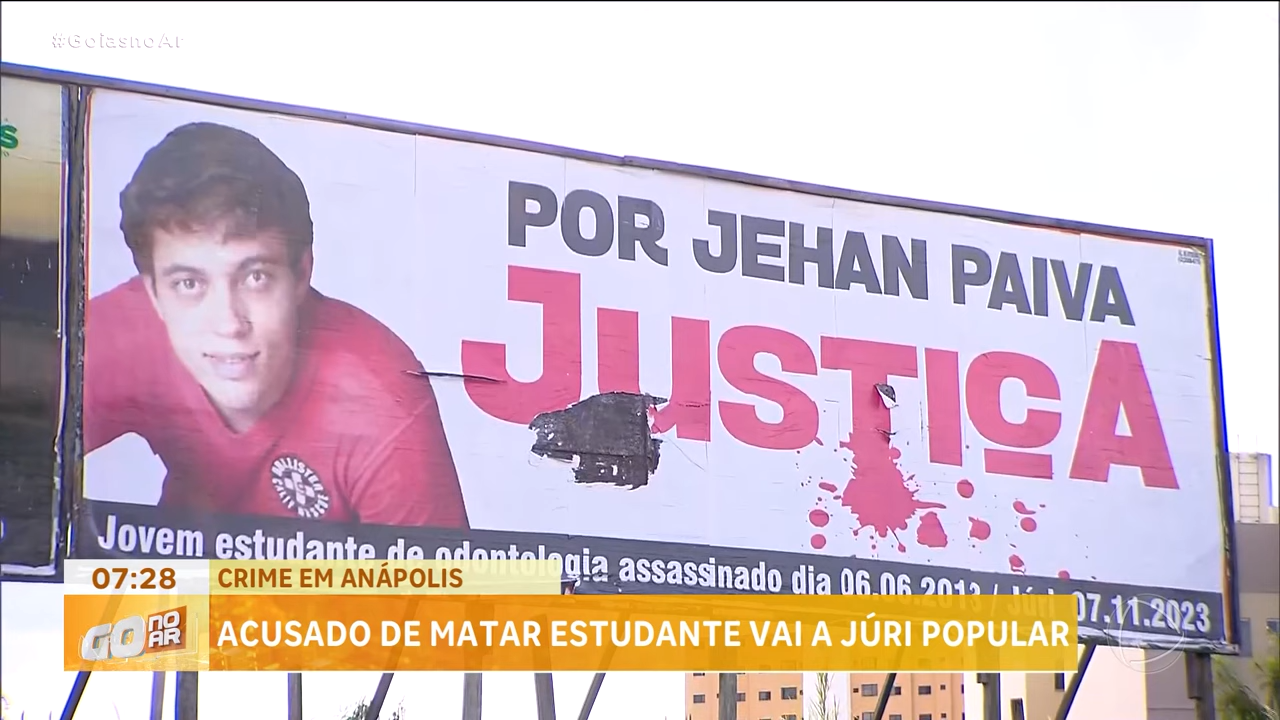 #GoiasnoAr
POR JEHAN PAIVA
JUSTIÇA
HOLLISTER
Jovem estudante de odontologia assassinado dia 06.06.2013 / Júri 07.11.2023
07:28
CRIME EM ANÁPOLIS
GO NO AR
ACUSADO DE MATAR ESTUDANTE VAI A JÚRI POPULAR